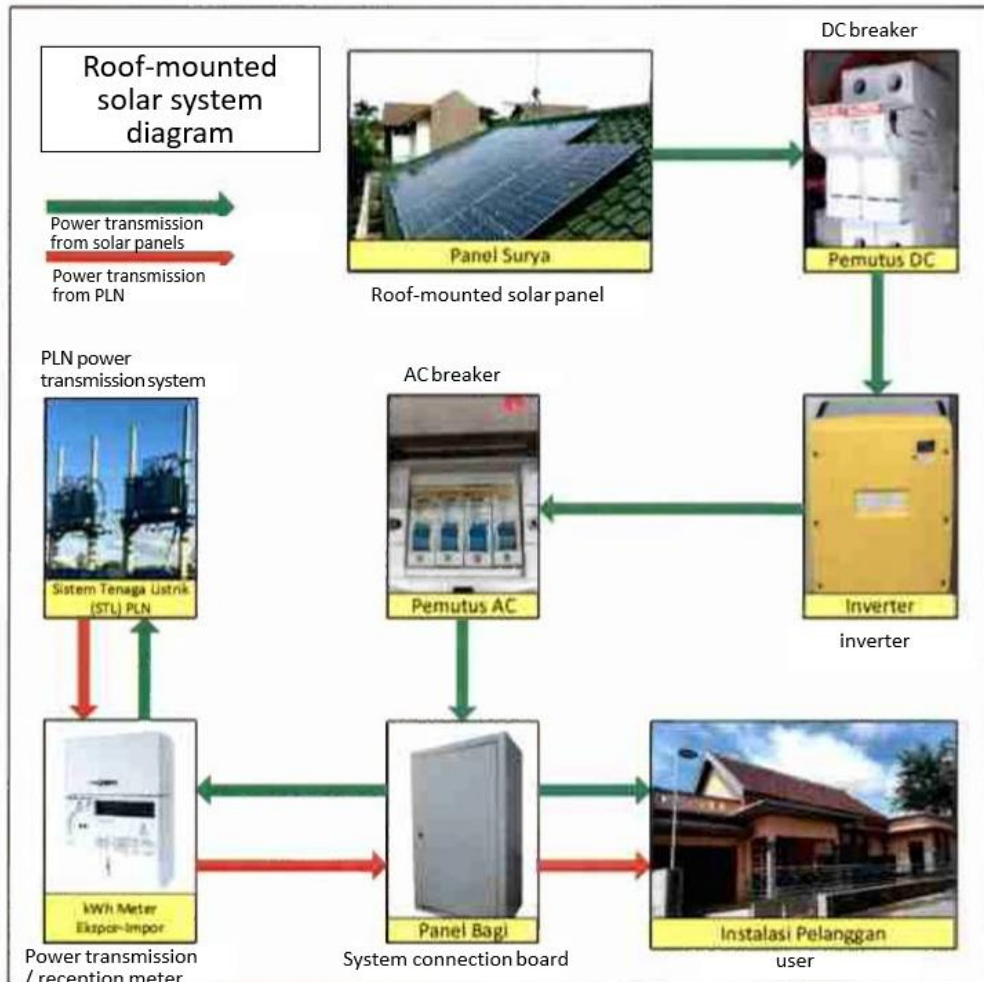 Roof-mounted
solar system
diagram
DC breaker
Power transmission
from solar panels
Power transmission
from PLN
Panel Surya
Pemutus DC
Roof-mounted solar panel
PLN power
transmission system
AC breaker
Sistem Tenaga Listrik
(STL) PLN
Pemutus AC
Inverter
inverter
kWh Meter
Ekspor-Impor
Panel Bagi
Instalasi Pelanggan
Power transmission
/ reception meter
System connection board
user